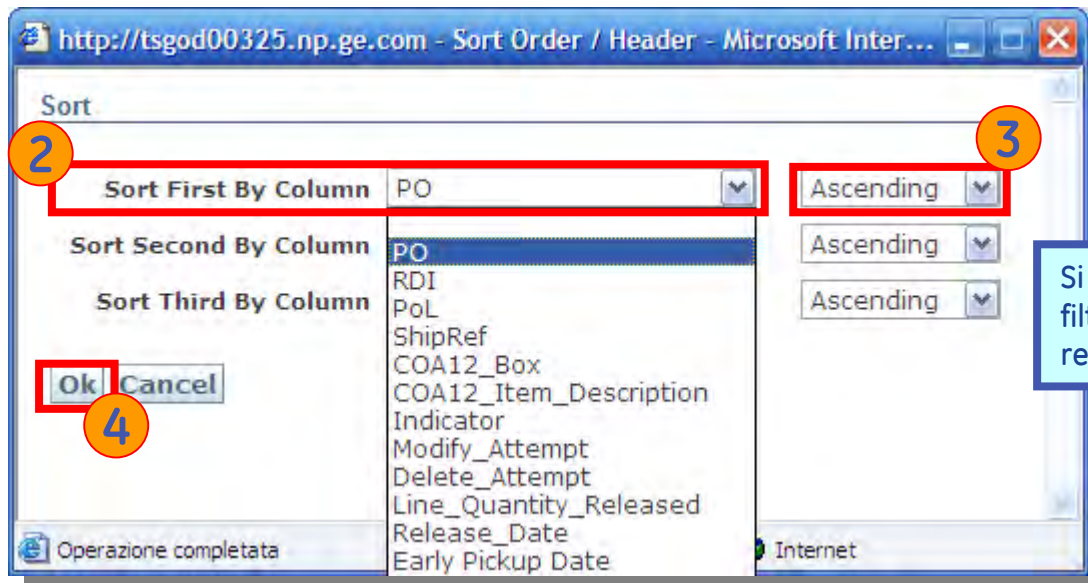 http://tsgod00325.np.ge.com - Sort Order / Header - Microsoft Inter...
Sort
2
3
Sort First By Column PO Ascending
Sort Second By Column Ascending
Sort Third By Column Ascending
PO
RDI
PoL
ShipRef
COA12_Box
COA12_Item_Description
Indicator
Modify_Attempt
Delete_Attempt
Line_Quantity_Released
Release_Date
Early Pickup Date
Ok Cancel
4
Si
filt
re
Operazione completata Internet